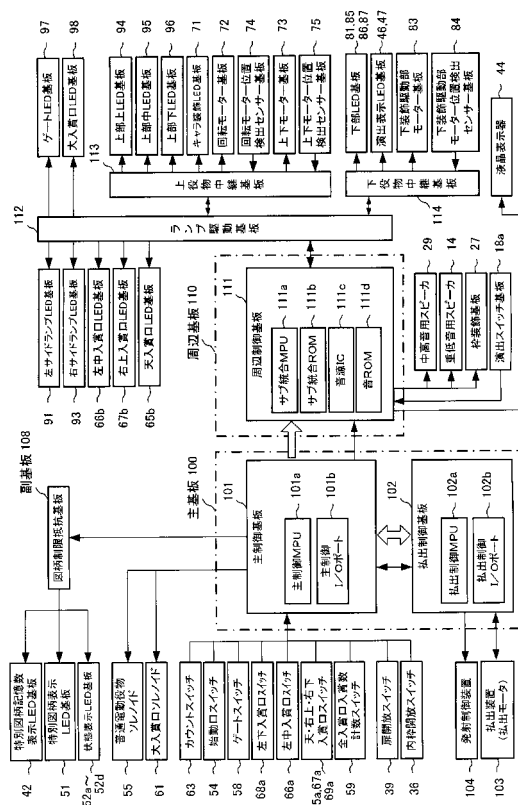 97
ゲートLED基板
98
大入賞口LED基板
94
上部上LED基板
95
上部中LED基板
96
上部下LED基板
71
キャラ装飾LED基板
72
回転モーター基板
74
回転モーター位置
検出センサー基板
73
上下モーター基板
75
上下モーター位置
検出センサー基板
81,85
86,87
下部LED基板
46,47
演出表示LED基板
83
下装飾駆動部
モーター基板
84
下装飾駆動部
モーター位置検出
センサー基板
44
液晶表示器
113
上役物中継基板
下役物中継基板
114
112
ランプ駆動基板
左サイドランプLED基板
91
右サイドランプLED基板
93
左中入賞口LED基板
66b
右上入賞口LED基板
67b
天入賞口LED基板
65b
周辺基板 110
111
周辺制御基板
サブ統合MPU
111a
サブ統合ROM
111b
音源IC
111c
音ROM
111d
29
中高音用スピーカ
14
重低音用スピーカ
27
枠装飾基板
18a
演出スイッチ基板
副基板 108
図柄制限抵抗基板
主基板 100
101
主制御基板
101a
主制御MPU
101b
主制御
I/Oポート
102
払出制御基板
102a
払出制御MPU
102b
払出制御
I/Oポート
特別図柄記憶数
表示LED基板
42
特別図柄表示
LED基板
51
状態表示LED基板
52a〜
52d
普通電動役物
ソレノイド
55
大入賞口ソレノイド
61
カウントスイッチ
63
始動口スイッチ
54
ゲートスイッチ
58
左下入賞口スイッチ
68a
左中入賞口スイッチ
66a
天・右上・右下
入賞口スイッチ
5a,67a
69a
全入賞口入賞数
計数スイッチ
59
扉開放スイッチ
34
内枠開放スイッチ
36
発射制御装置
104
払出装置
(払出モータ)
103